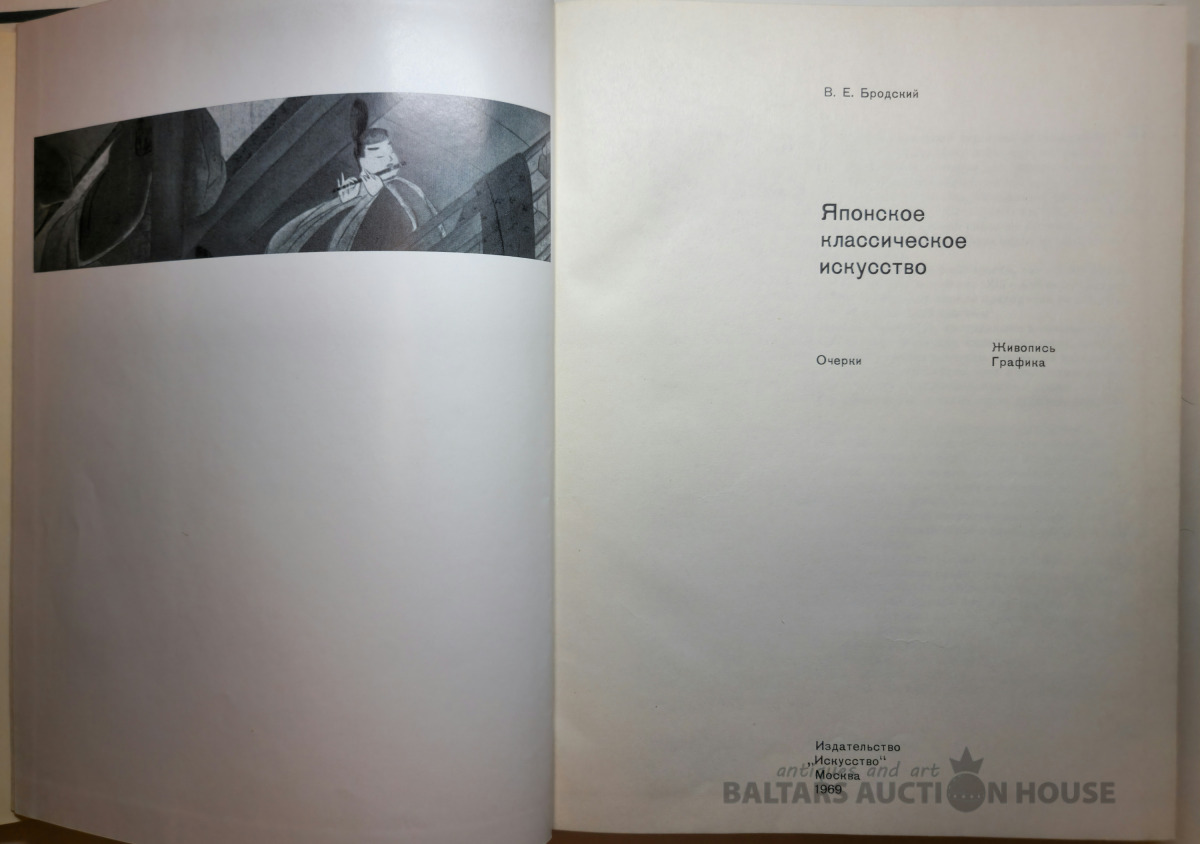 В. Е. Бродский
Японское
классическое
искусство
Очерки
Живопись
Графика
Издательство
„Искусство“
Москва
1969
antiques and art
BALTARS AUCTION HOUSE